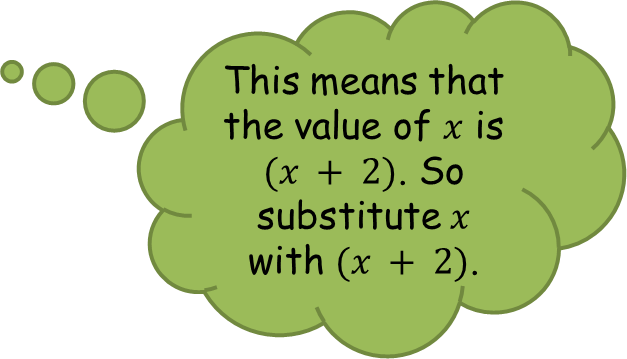 This means that
the value of 𝑥 is
(𝑥 + 2). So
substitute 𝑥
with (𝑥 + 2).